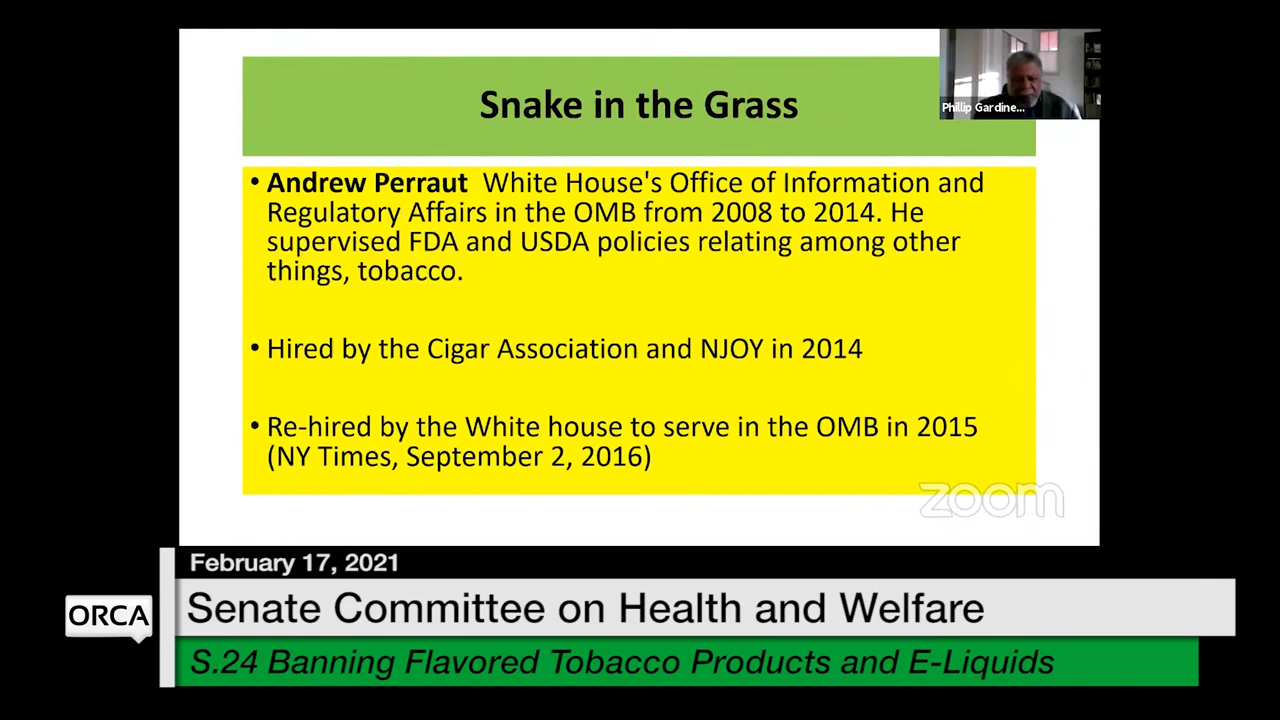 Snake in the Grass
Phillip Gardine...
• Andrew Perraut White House's Office of Information and
Regulatory Affairs in the OMB from 2008 to 2014. He
supervised FDA and USDA policies relating among other
things, tobacco.
• Hired by the Cigar Association and NJOY in 2014
• Re-hired by the White house to serve in the OMB in 2015
(NY Times, September 2, 2016)
zoom
February 17, 2021
ORCA
Senate Committee on Health and Welfare
S.24 Banning Flavored Tobacco Products and E-Liquids